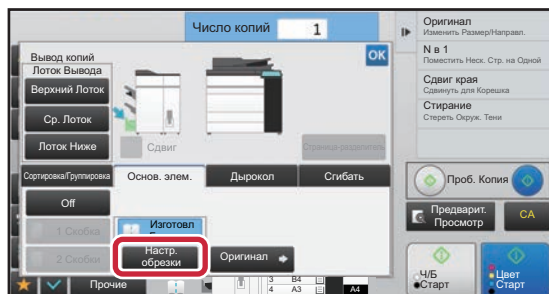 Число копий 1
Вывод копий
OK
Лоток Вывода
Верхний Лоток
Ср. Лоток
Лоток Ниже
Сдвиг
Страница-разделитель
Сортировка/Группировка
Основ. элем.
Дырокол
Сгибать
Off
1 Скобка
2 Скобки
Изготовл
Настр.
обрезки
Оригинал
Прочие
3 B4
4 A3
A4
Оригинал
Изменить Размер/Направл.
N в 1
Поместить Неск. Стр. на Одной
Сдвиг края
Сдвинуть для Корешка
Стирание
Стереть Окруж. Тени
Проб. Копия
Предварит.
Просмотр
CA
Ч/Б
Старт
Цвет
Старт